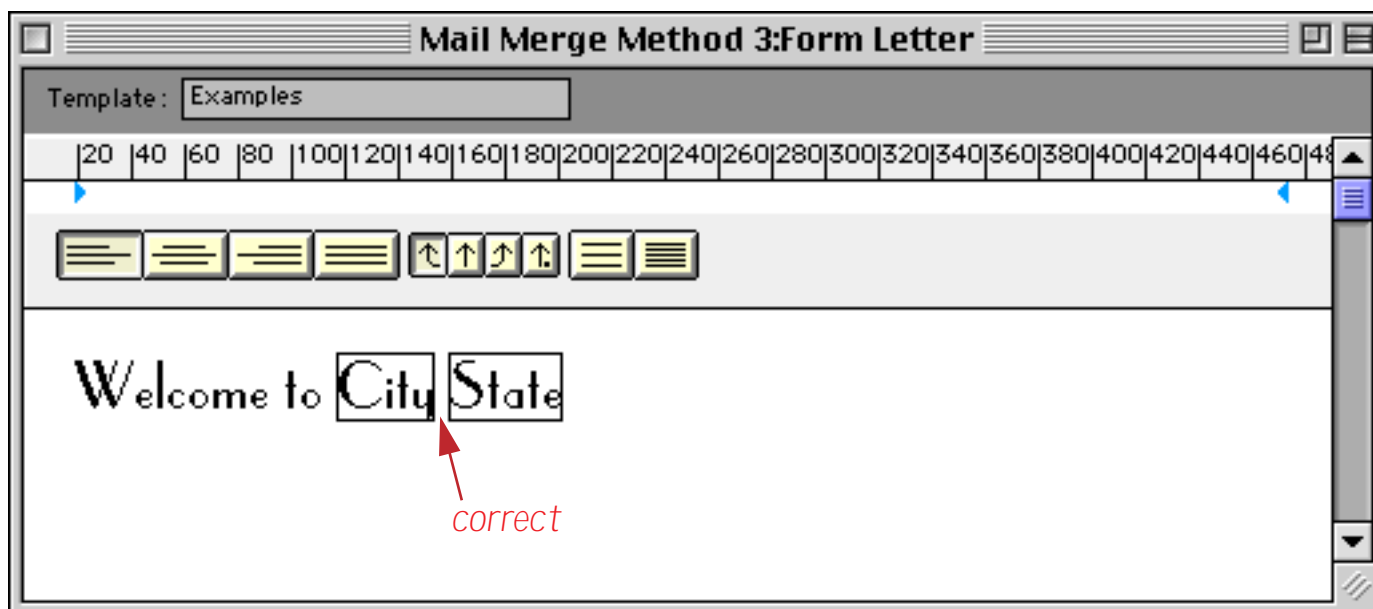 Mail Merge Method 3:Form Letter
Template: Examples
|20 |40 |60 |80 |100|120|140|160|180|200|220|240|260|280|300|320|340|360|380|400|420|440|460|48
Welcome to City State
correct